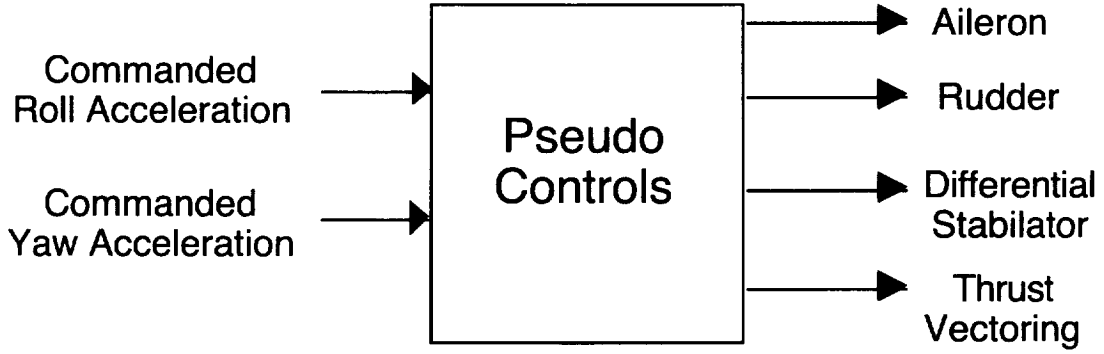 Commanded
Roll Acceleration
Commanded
Yaw Acceleration
Pseudo
Controls
Aileron
Rudder
Differential
Stabilator
Thrust
Vectoring